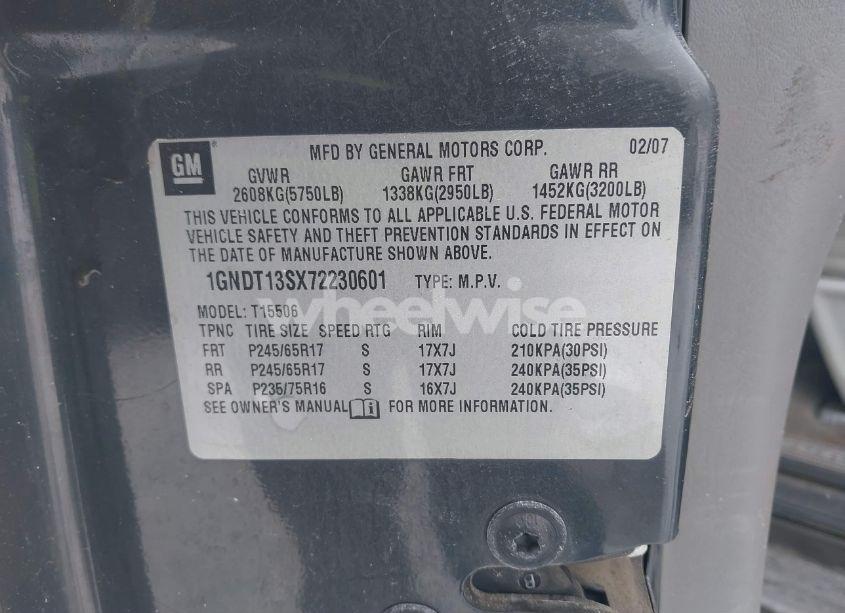 GM
MFD BY GENERAL MOTORS CORP. 02/07
GVWR GAWR FRT GAWR RR
2608KG(5750LB) 1338KG(2950LB) 1452KG(3200LB)
THIS VEHICLE CONFORMS TO ALL APPLICABLE U.S. FEDERAL MOTOR
VEHICLE SAFETY AND THEFT PREVENTION STANDARDS IN EFFECT ON
THE DATE OF MANUFACTURE SHOWN ABOVE.
1GNDT13SX72230601 TYPE: M.P.V.
wheelwise
MODEL: T15506
TPNC TIRE SIZE SPEED RTG RIM COLD TIRE PRESSURE
FRT P245/65R17 S 17X7J 210KPA(30PSI)
RR P245/65R17 S 17X7J 240KPA(35PSI)
SPA P235/75R16 S 16X7J 240KPA(35PSI)
SEE OWNER'S MANUAL i FOR MORE INFORMATION.
B